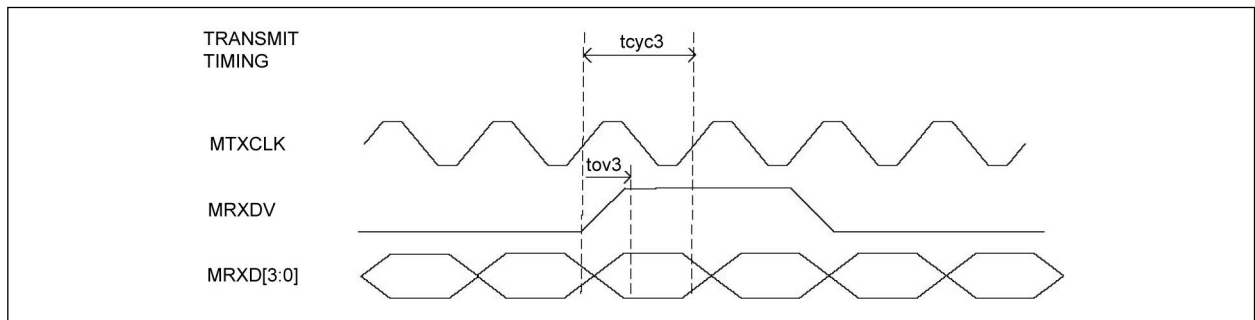 TRANSMIT
TIMING
tcyc3
MTXCLK
tov3
MRXDV
MRXD[3:0]